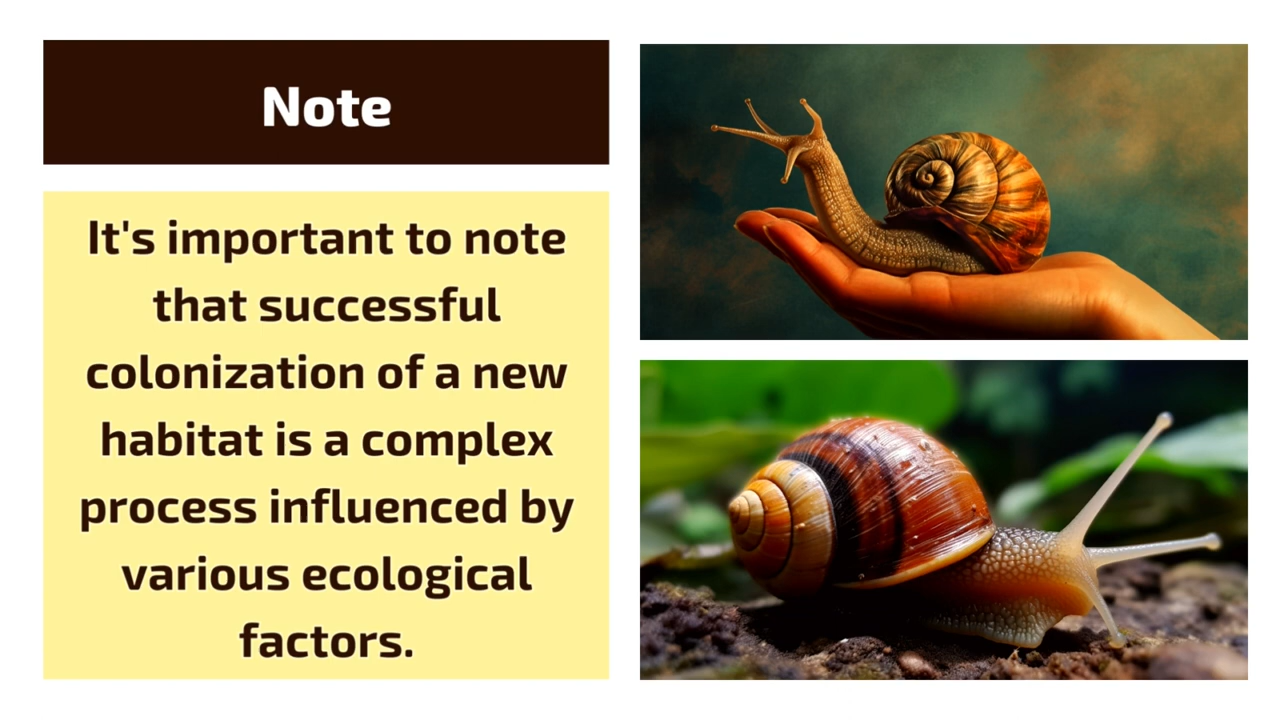 Note
It's important to note
that successful
colonization of a new
habitat is a complex
process influenced by
various ecological
factors.